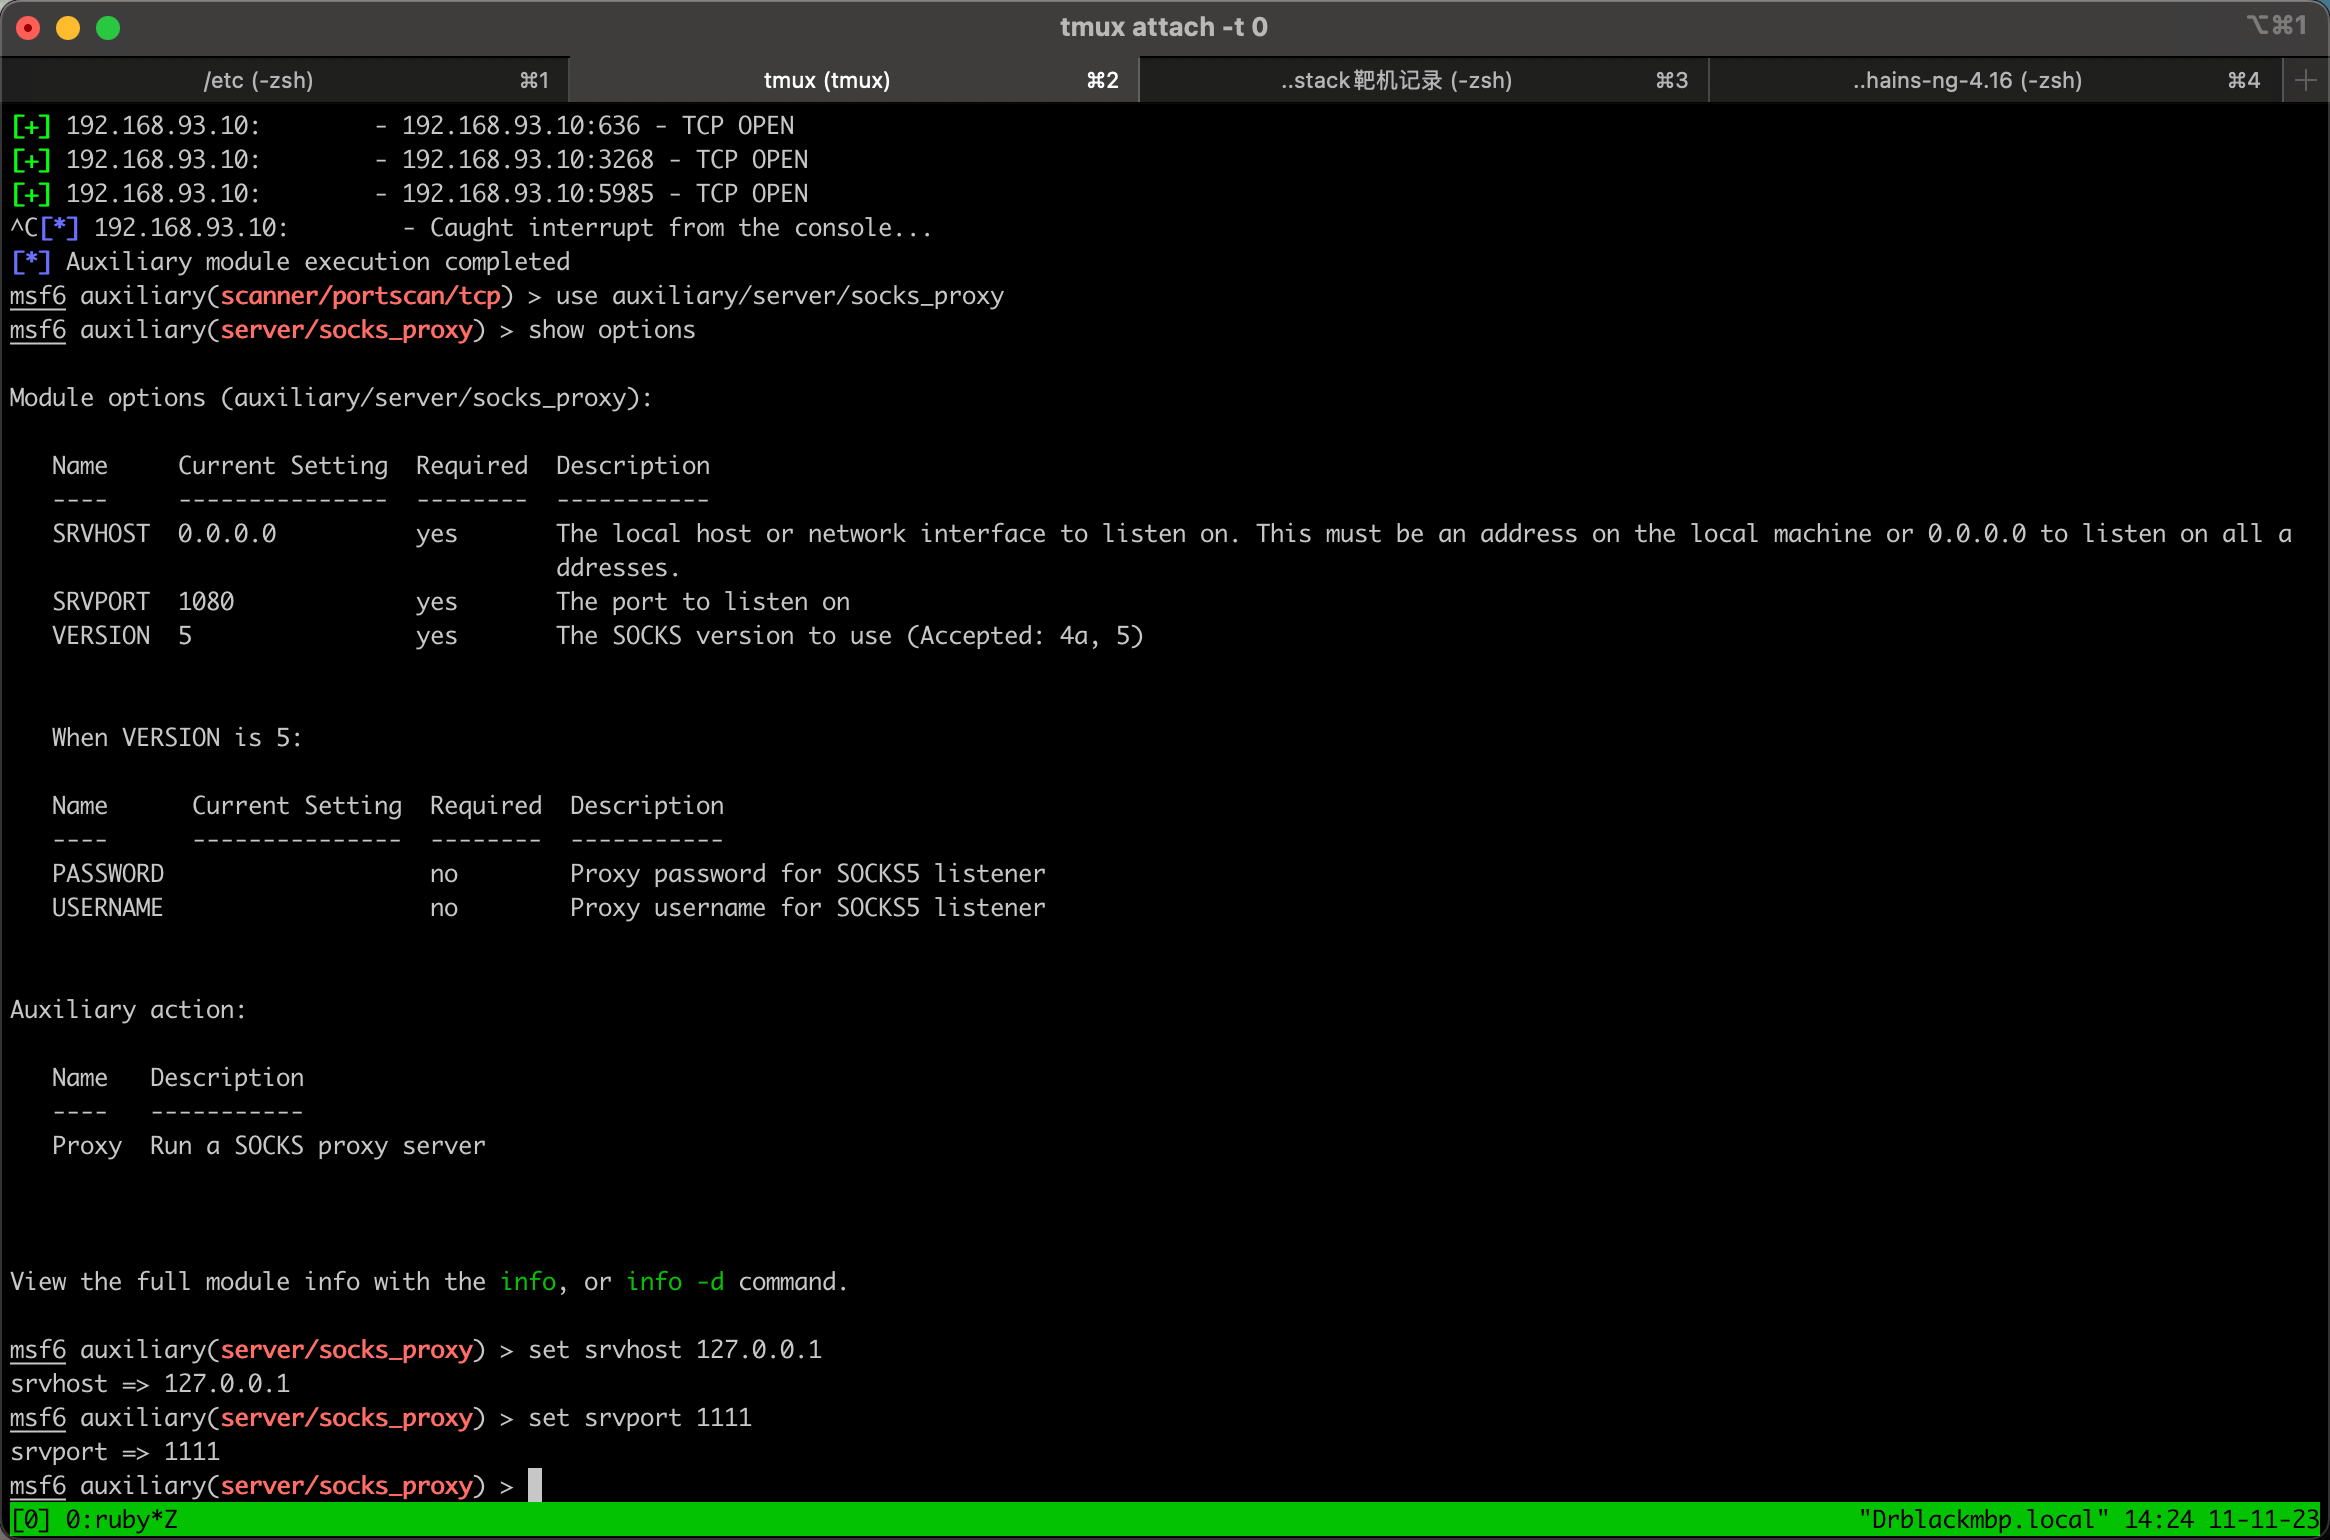 tmux attach -t 0 ⌥⌘1
/etc (-zsh) ⌘1 tmux (tmux) ⌘2 ..stack靶机记录 (-zsh) ⌘3 ..hains-ng-4.16 (-zsh) ⌘4
[+] 192.168.93.10:        - 192.168.93.10:636 - TCP OPEN
[+] 192.168.93.10:        - 192.168.93.10:3268 - TCP OPEN
[+] 192.168.93.10:        - 192.168.93.10:5985 - TCP OPEN
^C[*] 192.168.93.10:        - Caught interrupt from the console...
[*] Auxiliary module execution completed
msf6 auxiliary(scanner/portscan/tcp) > use auxiliary/server/socks_proxy
msf6 auxiliary(server/socks_proxy) > show options
Module options (auxiliary/server/socks_proxy):
   Name     Current Setting  Required  Description
   ----     ---------------  --------  -----------
   SRVHOST  0.0.0.0          yes       The local host or network interface to listen on. This must be an address on the local machine or 0.0.0.0 to listen on all a
                                       ddresses.
   SRVPORT  1080             yes       The port to listen on
   VERSION  5                yes       The SOCKS version to use (Accepted: 4a, 5)
   When VERSION is 5:
   Name      Current Setting  Required  Description
   ----      ---------------  --------  -----------
   PASSWORD                   no        Proxy password for SOCKS5 listener
   USERNAME                   no        Proxy username for SOCKS5 listener
Auxiliary action:
   Name   Description
   ----   -----------
   Proxy  Run a SOCKS proxy server
View the full module info with the info, or info -d command.
msf6 auxiliary(server/socks_proxy) > set srvhost 127.0.0.1
srvhost => 127.0.0.1
msf6 auxiliary(server/socks_proxy) > set srvport 1111
srvport => 1111
msf6 auxiliary(server/socks_proxy) >
[0] 0:ruby*Z "Drblackmbp.local" 14:24 11-11-23